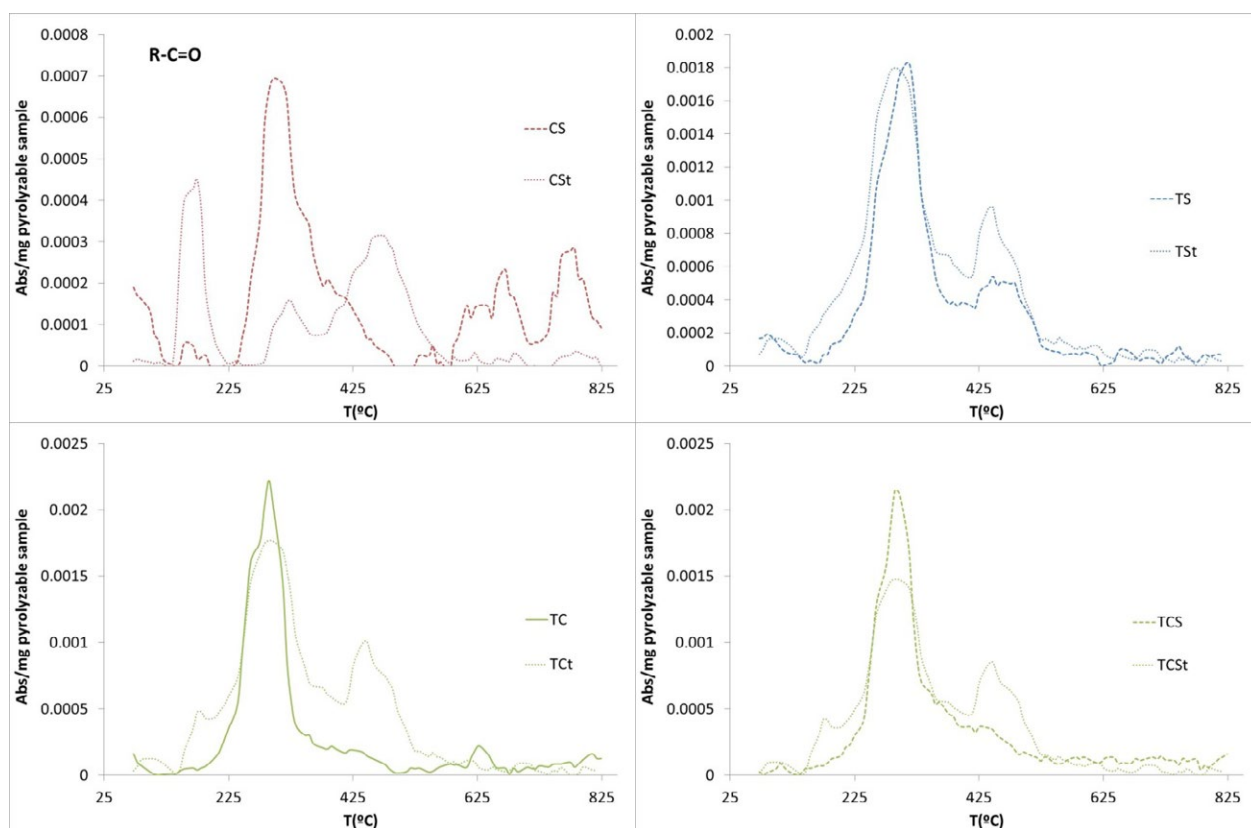 0.0008
R-C=O
0.0007
0.0006
0.0005
0.0004
0.0003
0.0002
0.0001
0
Abs/mg pyrolyzable sample
CS
CSt
25 225 425 625 825
T(ºC)
0.002
0.0018
0.0016
0.0014
0.0012
0.001
0.0008
0.0006
0.0004
0.0002
0
Abs/mg pyrolyzable sample
TS
TSt
25 225 425 625 825
T(ºC)
0.0025
0.002
0.0015
0.001
0.0005
0
Abs/mg pyrolyzable sample
TC
TCt
25 225 425 625 825
T(ºC)
0.0025
0.002
0.0015
0.001
0.0005
0
Abs/mg pyrolyzable sample
TCS
TCSt
25 225 425 625 825
T(ºC)